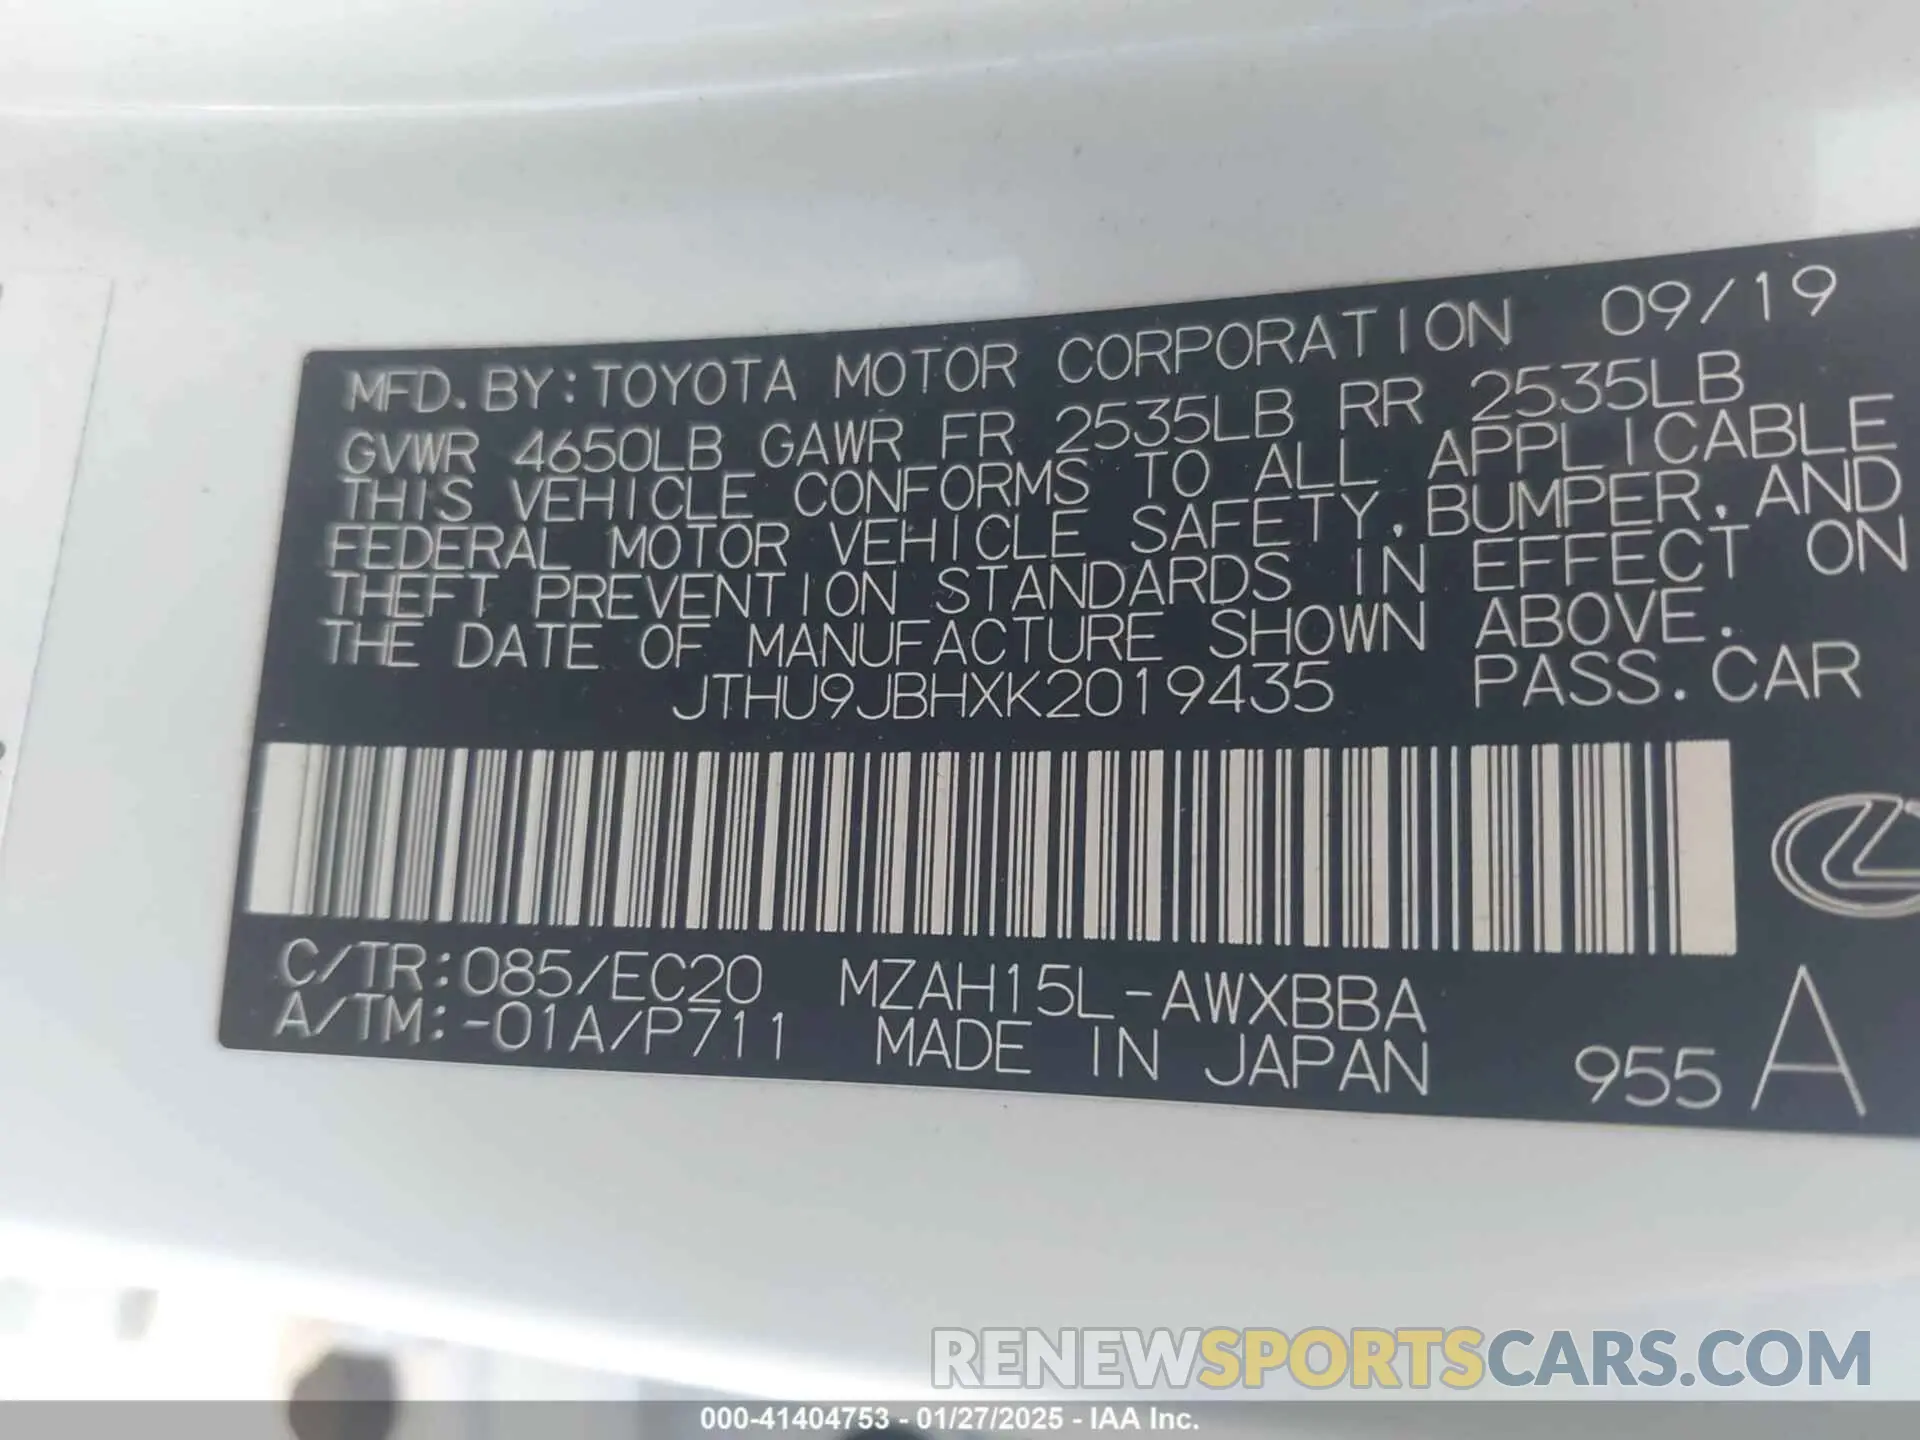 MFD. BY: TOYOTA MOTOR CORPORATION 09/19
GVWR 4650LB GAWR FR 2535LB RR 2535LB
THIS VEHICLE CONFORMS TO ALL APPLICABLE
FEDERAL MOTOR VEHICLE SAFETY, BUMPER, AND
THEFT PREVENTION STANDARDS IN EFFECT ON
THE DATE OF MANUFACTURE SHOWN ABOVE.
JTHU9JBHXK2019435 PASS. CAR
C/TR: 085/EC20 MZAH15L-AWXBBA
A/TM: -01A/P711 MADE IN JAPAN 955 A
RENEWSPORTSCARS.COM
000-41404753 - 01/27/2025 - IAA Inc.